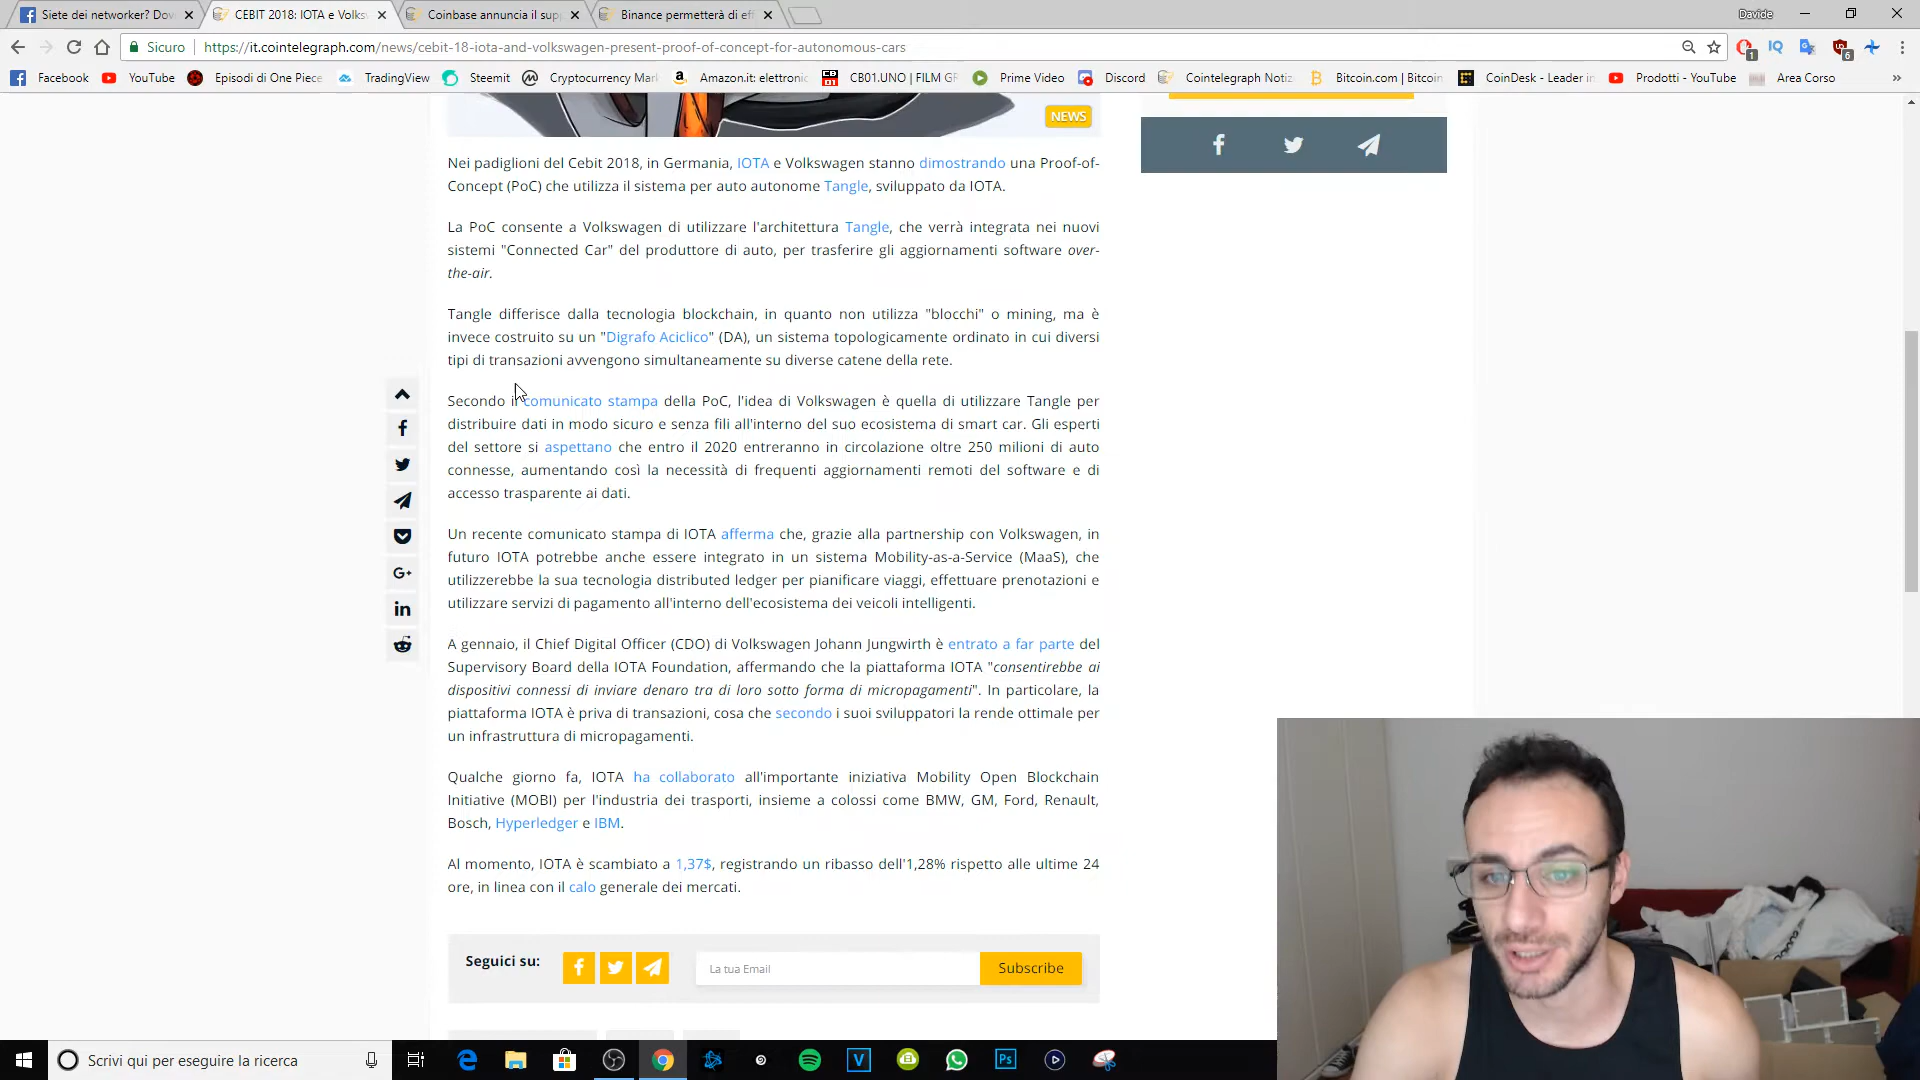 Siete dei networker? Dov
CEBIT 2018: IOTA e Volks
Coinbase annuncia il sup
Binance permetterà di eff
Davide
Sicuro
https://it.cointelegraph.com/news/cebit-18-iota-and-volkswagen-present-proof-of-concept-for-autonomous-cars
Facebook
YouTube
Episodi di One Piece
TradingView
Steemit
Cryptocurrency Mark
Amazon.it: elettronic
CB01.UNO | FILM GR
Prime Video
Discord
Cointelegraph Notiz
Bitcoin.com | Bitcoin
CoinDesk - Leader in
Prodotti - YouTube
Area Corso
NEWS
Nei padiglioni del Cebit 2018, in Germania, IOTA e Volkswagen stanno dimostrando una Proof-of-
Concept (PoC) che utilizza il sistema per auto autonome Tangle, sviluppato da IOTA.
La PoC consente a Volkswagen di utilizzare l'architettura Tangle, che verrà integrata nei nuovi
sistemi "Connected Car" del produttore di auto, per trasferire gli aggiornamenti software over-
the-air.
Tangle differisce dalla tecnologia blockchain, in quanto non utilizza "blocchi" o mining, ma è
invece costruito su un "Digrafo Aciclico" (DA), un sistema topologicamente ordinato in cui diversi
tipi di transazioni avvengono simultaneamente su diverse catene della rete.
Secondo il comunicato stampa della PoC, l'idea di Volkswagen è quella di utilizzare Tangle per
distribuire dati in modo sicuro e senza fili all'interno del suo ecosistema di smart car. Gli esperti
del settore si aspettano che entro il 2020 entreranno in circolazione oltre 250 milioni di auto
connesse, aumentando così la necessità di frequenti aggiornamenti remoti del software e di
accesso trasparente ai dati.
Un recente comunicato stampa di IOTA afferma che, grazie alla partnership con Volkswagen, in
futuro IOTA potrebbe anche essere integrato in un sistema Mobility-as-a-Service (MaaS), che
utilizzerebbe la sua tecnologia distributed ledger per pianificare viaggi, effettuare prenotazioni e
utilizzare servizi di pagamento all'interno dell'ecosistema dei veicoli intelligenti.
A gennaio, il Chief Digital Officer (CDO) di Volkswagen Johann Jungwirth è entrato a far parte del
Supervisory Board della IOTA Foundation, affermando che la piattaforma IOTA "consentirebbe ai
dispositivi connessi di inviare denaro tra di loro sotto forma di micropagamenti". In particolare, la
piattaforma IOTA è priva di transazioni, cosa che secondo i suoi sviluppatori la rende ottimale per
un infrastruttura di micropagamenti.
Qualche giorno fa, IOTA ha collaborato all'importante iniziativa Mobility Open Blockchain
Initiative (MOBI) per l'industria dei trasporti, insieme a colossi come BMW, GM, Ford, Renault,
Bosch, Hyperledger e IBM.
Al momento, IOTA è scambiato a 1,37$, registrando un ribasso dell'1,28% rispetto alle ultime 24
ore, in linea con il calo generale dei mercati.
Seguici su:
La tua Email
Subscribe
Scrivi qui per eseguire la ricerca